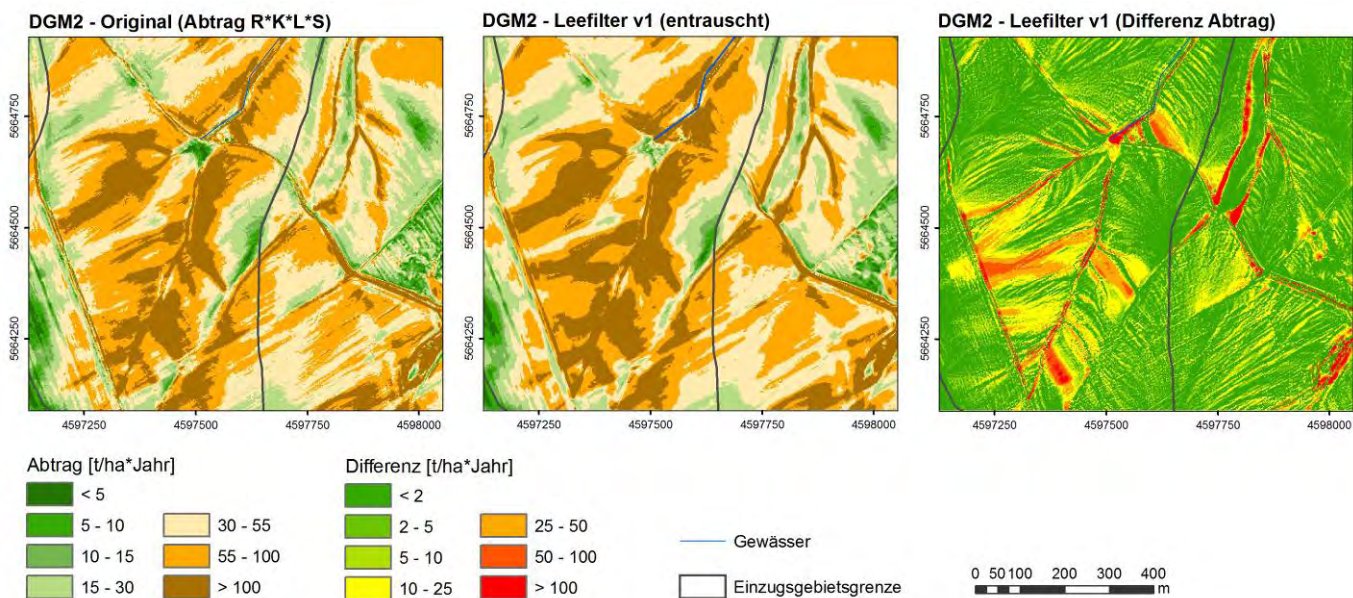 DGM2 - Original (Abtrag R*K*L*S)
DGM2 - Leefilter v1 (entrauscht)
DGM2 - Leefilter v1 (Differenz Abtrag)
5664750
5664500
5664250
4597250
4597500
4597750
4598000
5664750
5664500
5664250
4597250
4597500
4597750
4598000
5664750
5664500
5664250
4597250
4597500
4597750
4598000
Abtrag [t/ha*Jahr]
< 5
5 - 10
10 - 15
15 - 30
30 - 55
55 - 100
> 100
Differenz [t/ha*Jahr]
< 2
2 - 5
5 - 10
10 - 25
25 - 50
50 - 100
> 100
Gewässer
Einzugsgebietsgrenze
0 50 100 200 300 400
m